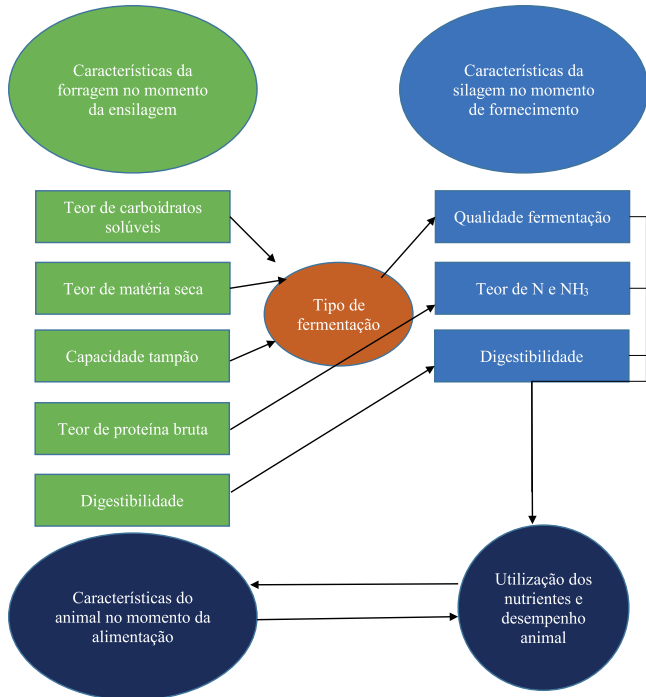 Características da
forragem no momento
da ensilagem
Características da
silagem no momento
de fornecimento
Teor de carboidratos
solúveis
Teor de matéria seca
Capacidade tampão
Teor de proteína bruta
Digestibilidade
Tipo de
fermentação
Qualidade fermentação
Teor de N e NH₃
Digestibilidade
Características do
animal no momento da
alimentação
Utilização dos
nutrientes e
desempenho
animal